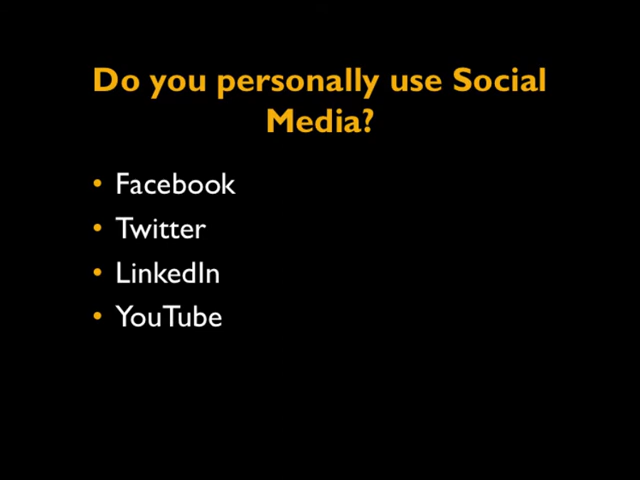 Do you personally use Social
Media?
• Facebook
• Twitter
• LinkedIn
• YouTube